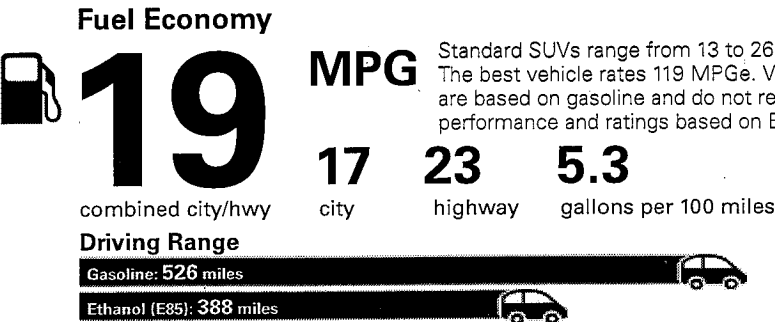 Fuel Economy
19
MPG
Standard SUVs range from 13 to 26
The best vehicle rates 119 MPGe. V
are based on gasoline and do not re
performance and ratings based on E
17 23 5.3
combined city/hwy city highway gallons per 100 miles
Driving Range
Gasoline: 526 miles
Ethanol (E85): 388 miles